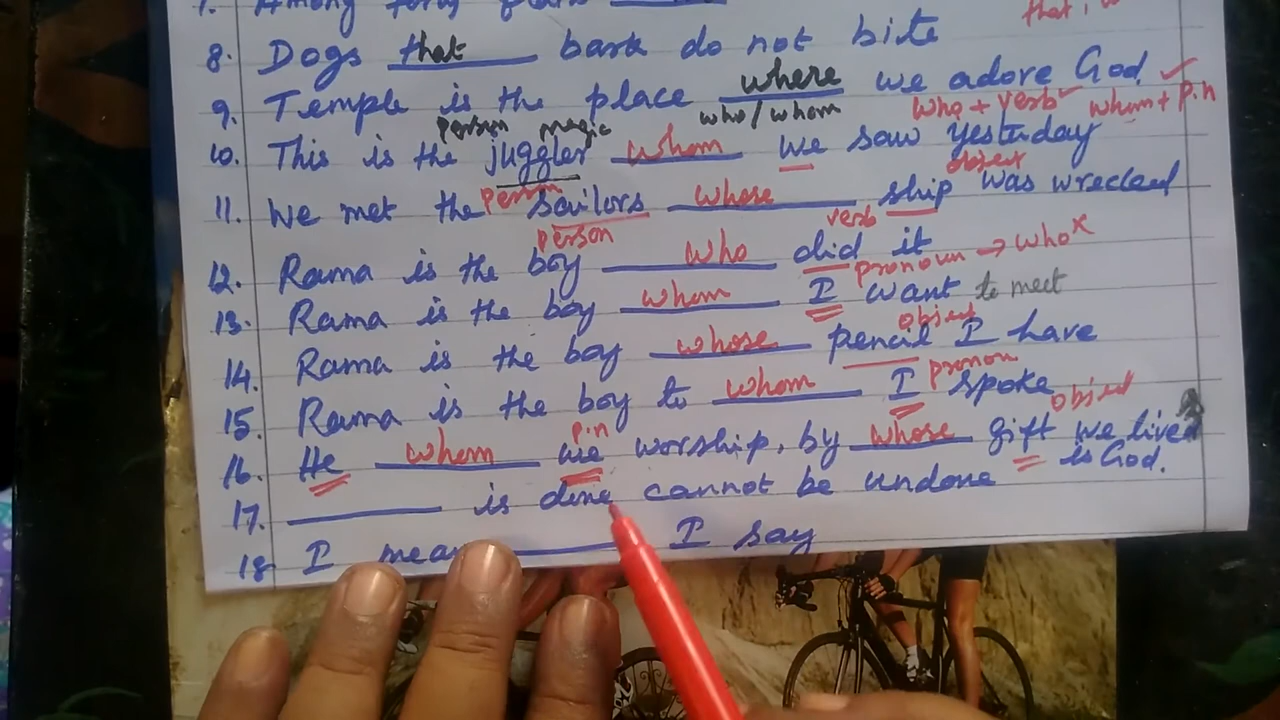 7. Among
8. Dogs that bark do not bite that,
9. Temple is the place where we adore God ✓
person magic who/whom who + verb whom + p.n
10. This is the juggler whom we saw yesterday
person object
11. We met the sailors whose ship was wrecked
person verb
12. Rama is the boy who did it
pronoun → who x
13. Rama is the boy whom I want to meet
object
14. Rama is the boy whose pencil I have
pronoun
15. Rama is the boy to whom I spoke
p.n object
16. He whom we worship, by whose gift we live
is God.
17. is done cannot be undone
18 I mean I say